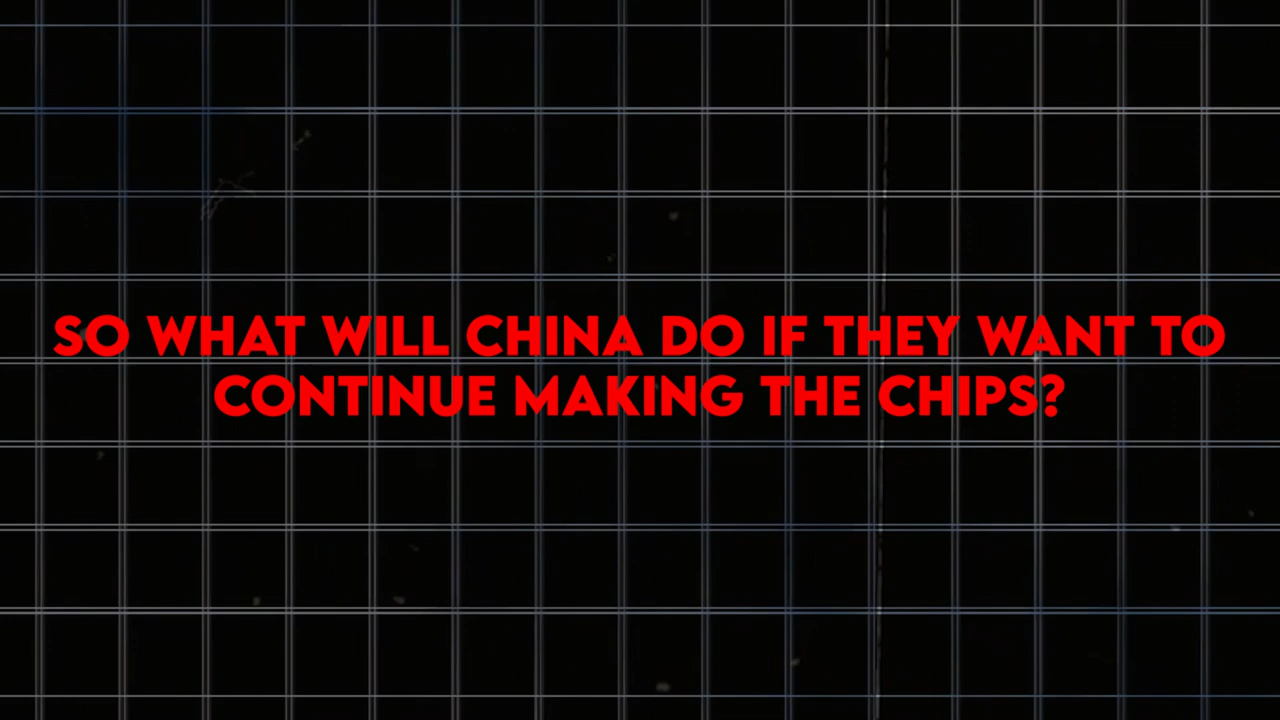 SO WHAT WILL CHINA DO IF THEY WANT TO
CONTINUE MAKING THE CHIPS?